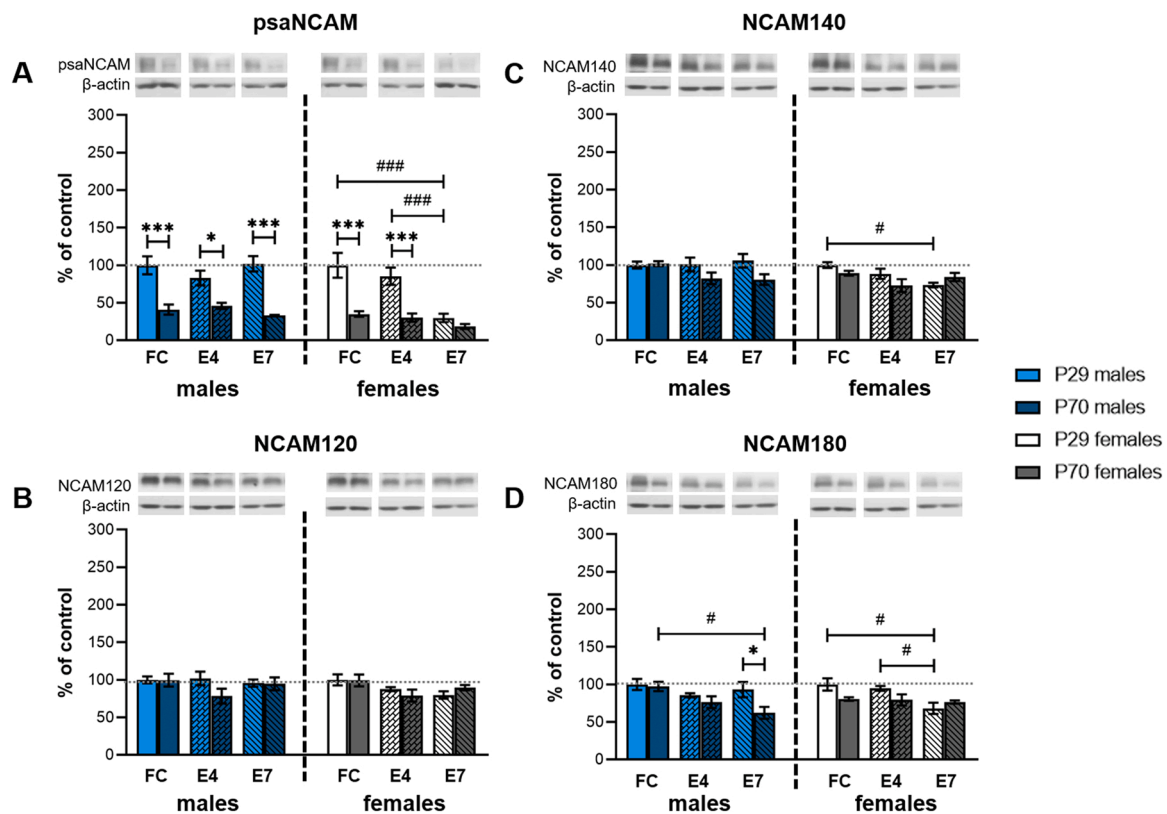 psaNCAM
A
psaNCAM
β-actin
% of control
300
250
200
150
100
50
0
***
*
***
***
***
###
###
FC E4 E7 FC E4 E7
males females
NCAM140
C
NCAM140
β-actin
% of control
300
250
200
150
100
50
0
#
FC E4 E7 FC E4 E7
males females
P29 males
P70 males
P29 females
P70 females
NCAM120
B
NCAM120
β-actin
% of control
300
250
200
150
100
50
0
FC E4 E7 FC E4 E7
males females
NCAM180
D
NCAM180
β-actin
% of control
300
250
200
150
100
50
0
#
*
#
#
FC E4 E7 FC E4 E7
males females